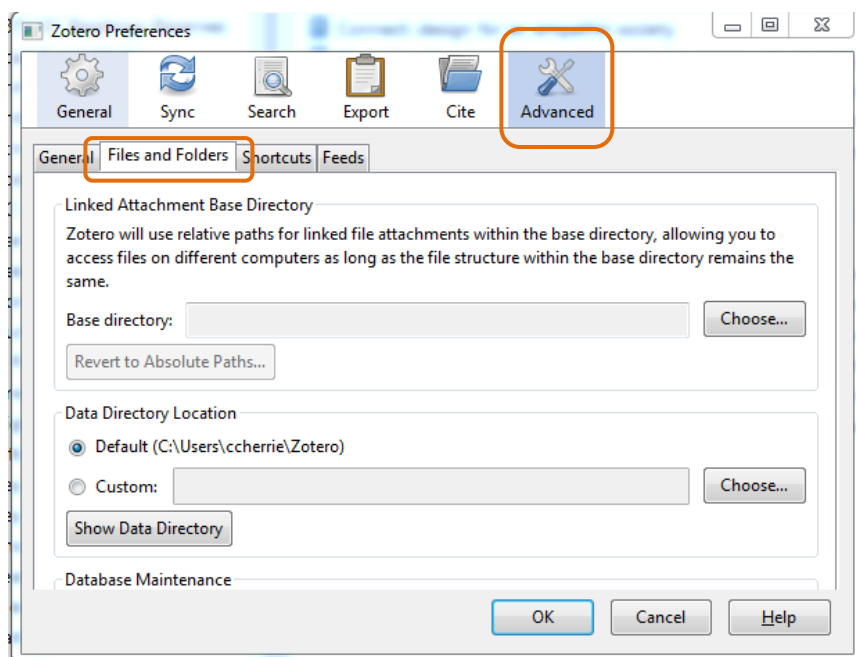 Zotero Preferences
General Sync Search Export Cite Advanced
General Files and Folders Shortcuts Feeds
Linked Attachment Base Directory
Zotero will use relative paths for linked file attachments within the base directory, allowing you to
access files on different computers as long as the file structure within the base directory remains the
same.
Base directory: Choose...
Revert to Absolute Paths...
Data Directory Location
Default (C:\Users\ccherrie\Zotero)
Custom: Choose...
Show Data Directory
Database Maintenance
OK Cancel Help